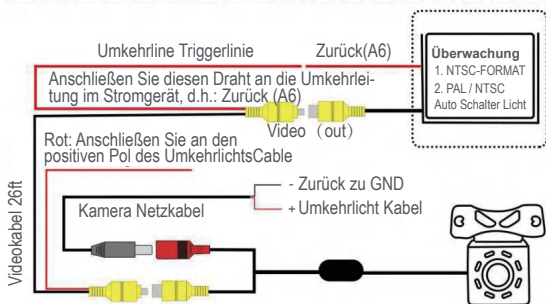 Umkehrline Triggerlinie
Zurück(A6)
Überwachung
1. NTSC-FORMAT
2. PAL / NTSC
Auto Schalter Licht
Anschließen Sie diesen Draht an die Umkehrlei-
tung im Stromgerät, d.h.: Zurück (A6)
Video （out）
Rot: Anschließen Sie an den
positiven Pol des UmkehrlichtsCable
- Zurück zu GND
+ Umkehrlicht Kabel
Kamera Netzkabel
Videokabel 26ft